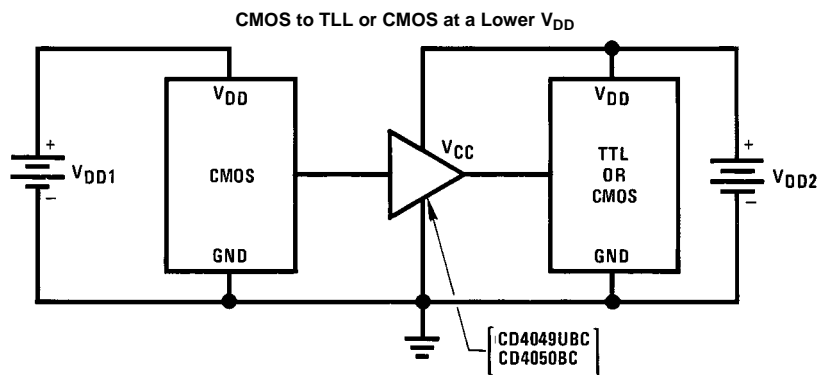 CMOS to TLL or CMOS at a Lower VDD
VDD
+
VDD1
−
CMOS
GND
VCC
VDD
TTL
OR
CMOS
GND
+
VDD2
−
CD4049UBC
CD4050BC